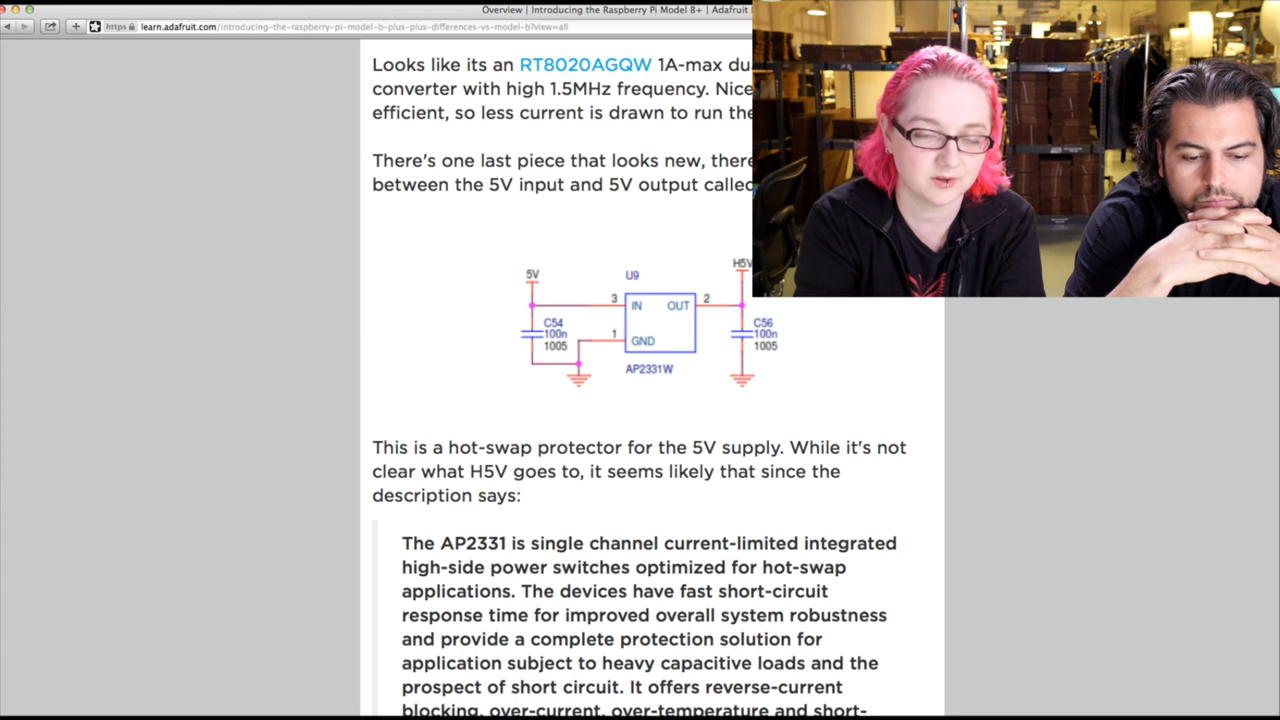 Overview | Introducing the Raspberry Pi Model B+ | Adafruit
https learn.adafruit.com/introducing-the-raspberry-pi-model-b-plus-plus-differences-vs-model-b?view=all
Looks like its an RT8020AGQW 1A-max
converter with high 1.5MHz frequency. Nice
efficient, so less current is drawn to run the
There's one last piece that looks new,
between the 5V input and 5V output called
5V
U9
H5V
3
IN
OUT
2
C54
100n
1005
1
GND
C56
100n
1005
AP2331W
This is a hot-swap protector for the 5V supply. While it's not
clear what H5V goes to, it seems likely that since the
description says:
The AP2331 is single channel current-limited integrated
high-side power switches optimized for hot-swap
applications. The devices have fast short-circuit
response time for improved overall system robustness
and provide a complete protection solution for
application subject to heavy capacitive loads and the
prospect of short circuit. It offers reverse-current
blocking, over-current, over-temperature and short-